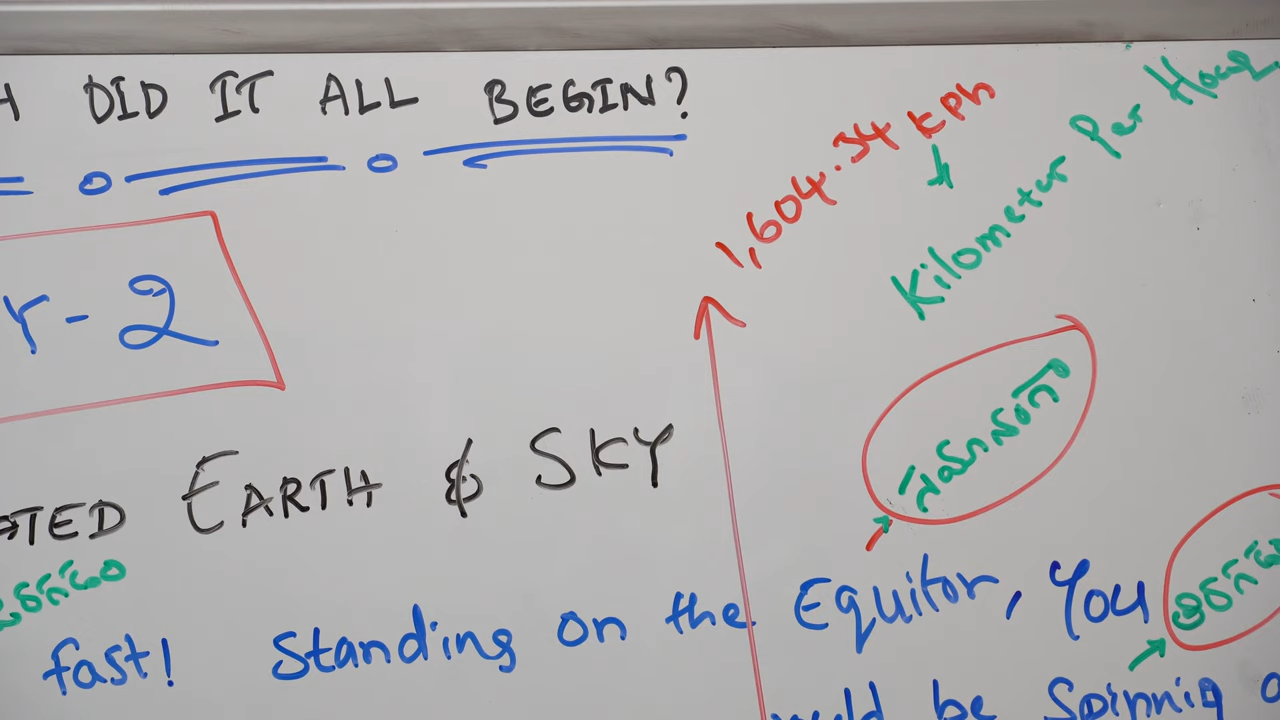 H DID IT ALL BEGIN?
1,604.34 KPh
Kilometer Per Hour
r - 2
ATED EARTH & SKY
fast! Standing on the Equitor, You
be Spinnig